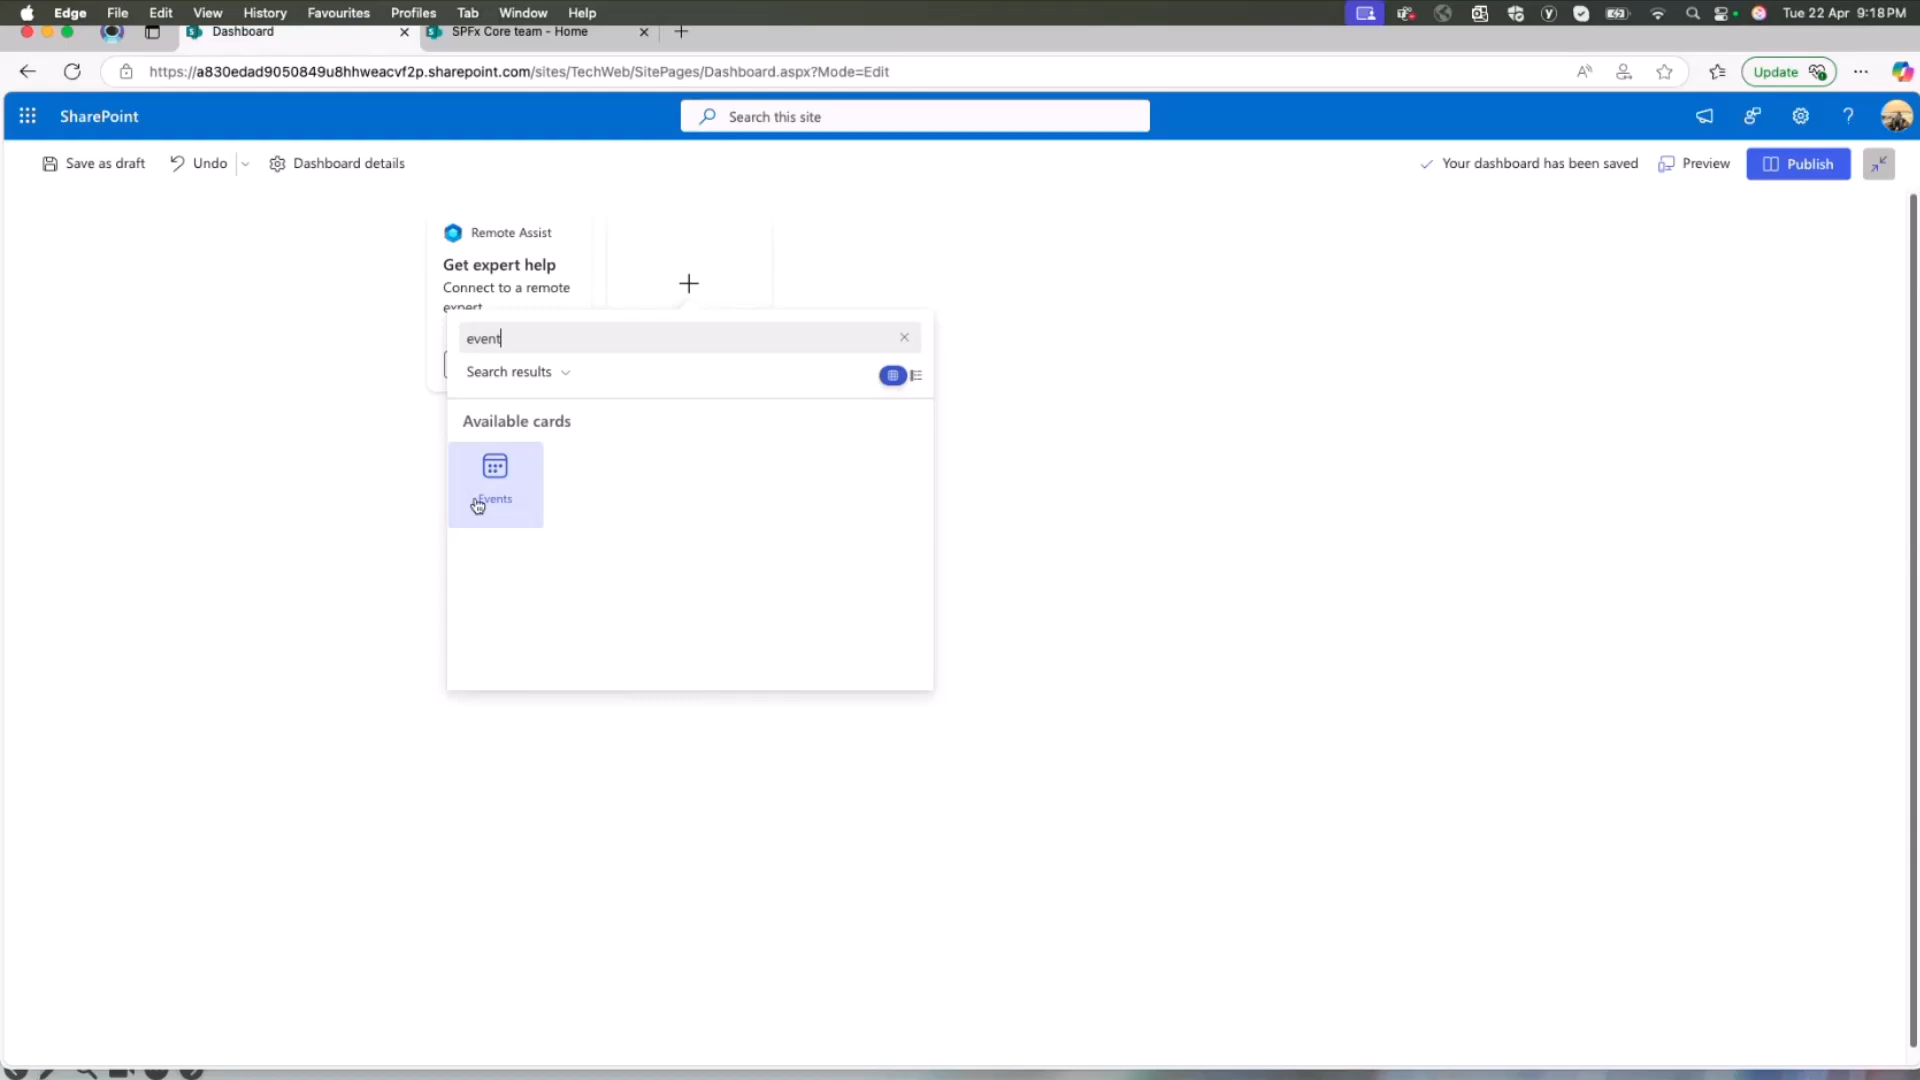 Edge File Edit View History Favourites Profiles Tab Window Help Tue 22 Apr 9:18 PM
Dashboard SPFx Core team - Home
https://a830edad9050849u8hhweacvf2p.sharepoint.com/sites/TechWeb/SitePages/Dashboard.aspx?Mode=Edit Update
SharePoint Search this site
Save as draft Undo Dashboard details Your dashboard has been saved Preview Publish
Remote Assist
Get expert help
Connect to a remote
expert
event
Search results
Available cards
Events